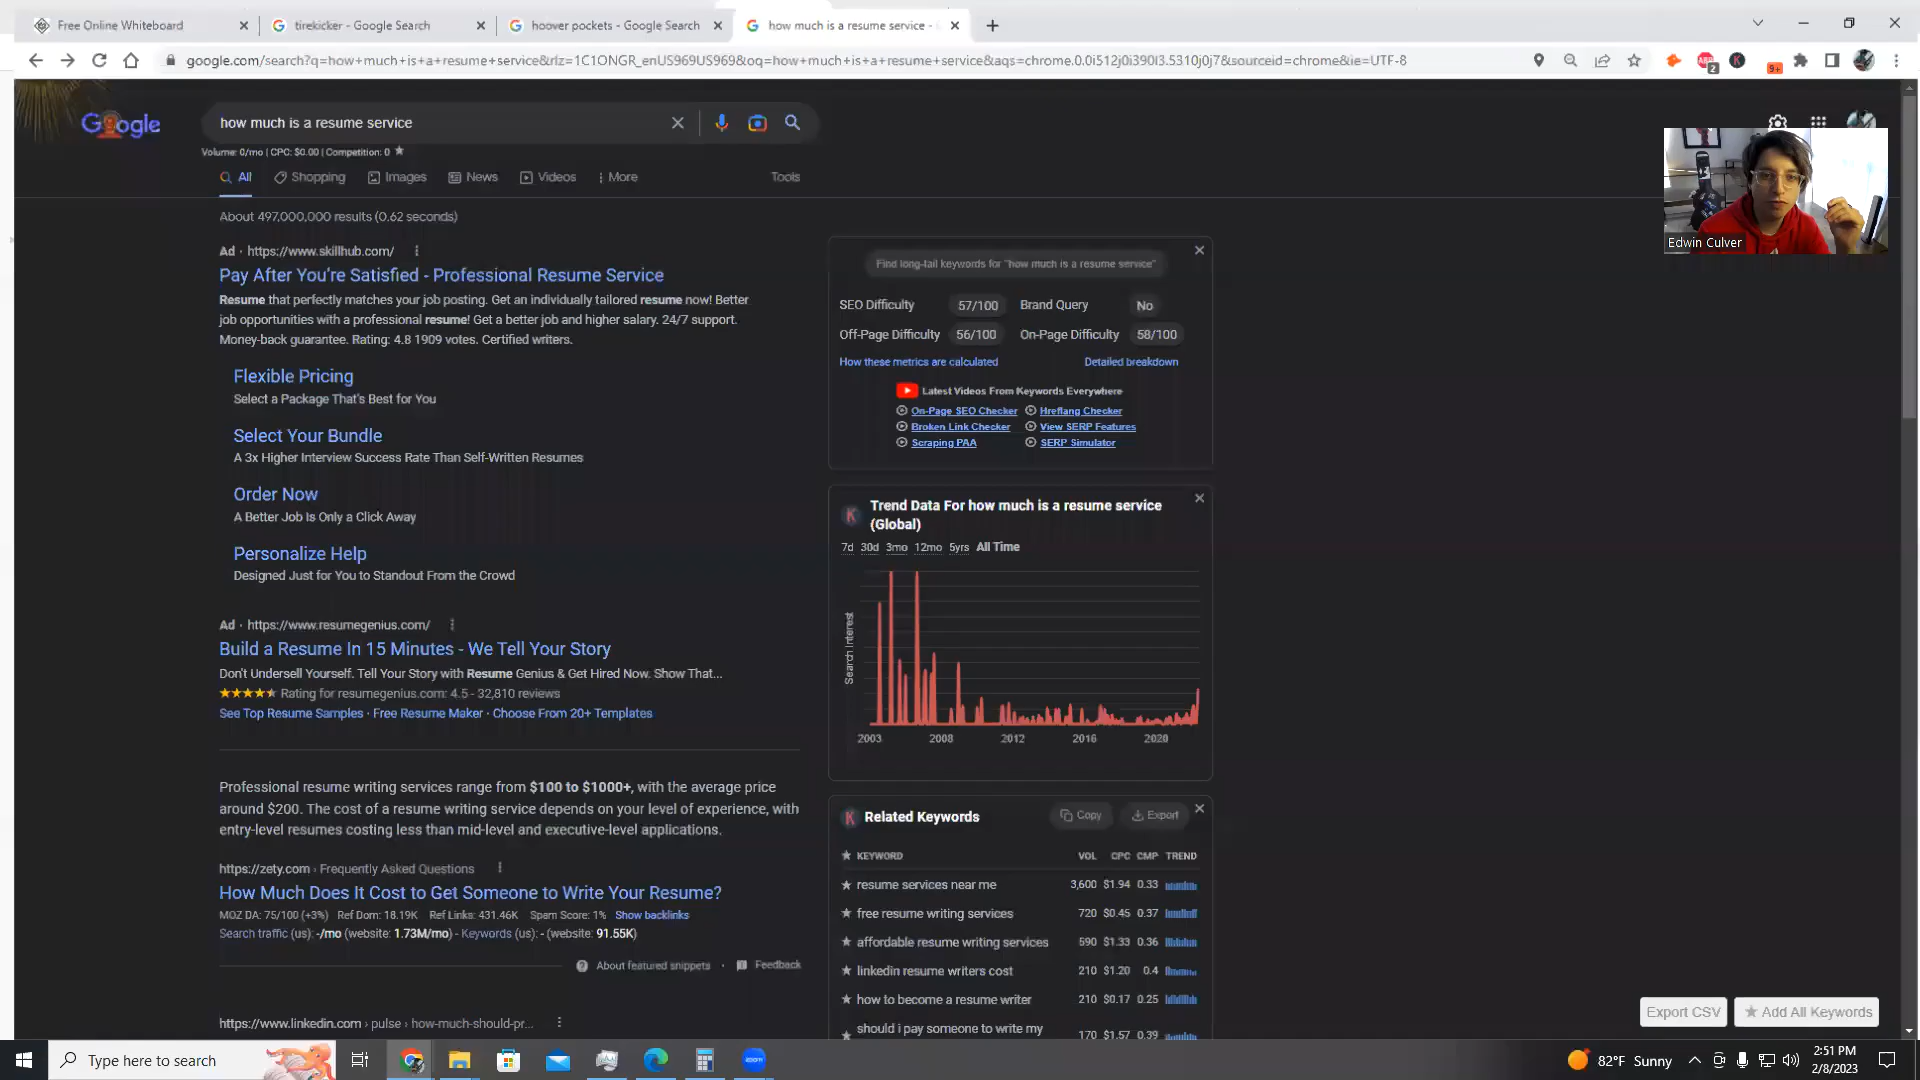 Free Online Whiteboard
tirekicker - Google Search
hoover pockets - Google Search
how much is a resume service -
google.com/search?q=how+much+is+a+resume+service&rlz=1C1ONGR_enUS969US969&oq=how+much+is+a+resume+service&aqs=chrome.0.0i512j0i390l3.5310j0j7&sourceid=chrome&ie=UTF-8
2
9+
Google
how much is a resume service
Volume: 0/mo | CPC: $0.00 | Competition: 0 ★
All
Shopping
Images
News
Videos
More
Tools
Edwin Culver
About 497,000,000 results (0.62 seconds)
Ad · https://www.skillhub.com/
Pay After You're Satisfied - Professional Resume Service
Resume that perfectly matches your job posting. Get an individually tailored resume now! Better
job opportunities with a professional resume! Get a better job and higher salary. 24/7 support.
Money-back guarantee. Rating: 4.8 1909 votes. Certified writers.
Flexible Pricing
Select a Package That's Best for You
Select Your Bundle
A 3x Higher Interview Success Rate Than Self-Written Resumes
Order Now
A Better Job Is Only a Click Away
Personalize Help
Designed Just for You to Standout From the Crowd
Ad · https://www.resumegenius.com/
Build a Resume In 15 Minutes - We Tell Your Story
Don't Undersell Yourself. Tell Your Story with Resume Genius & Get Hired Now. Show That...
Rating for resumegenius.com: 4.5 - 32,810 reviews
See Top Resume Samples · Free Resume Maker · Choose From 20+ Templates
Professional resume writing services range from $100 to $1000+, with the average price
around $200. The cost of a resume writing service depends on your level of experience, with
entry-level resumes costing less than mid-level and executive-level applications.
https://zety.com › Frequently Asked Questions
How Much Does It Cost to Get Someone to Write Your Resume?
MOZ DA: 75/100 (+3%) Ref Dom: 18.19K Ref Links: 431.46K Spam Score: 1% Show backlinks
Search traffic (us): -/mo (website: 1.73M/mo) - Keywords (us): - (website: 91.55K)
About featured snippets · Feedback
https://www.linkedin.com › pulse › how-much-should-pr...
Find long-tail keywords for "how much is a resume service"
SEO Difficulty 57/100 Brand Query No
Off-Page Difficulty 56/100 On-Page Difficulty 58/100
How these metrics are calculated Detailed breakdown
Latest Videos From Keywords Everywhere
On-Page SEO Checker Hreflang Checker
Broken Link Checker View SERP Features
Scraping PAA SERP Simulator
K
Trend Data For how much is a resume service
(Global)
7d 30d 3mo 12mo 5yrs All Time
Search Interest
2003 2008 2012 2016 2020
K Related Keywords Copy Export
★ KEYWORD VOL CPC CMP TREND
★ resume services near me 3,600 $1.94 0.33
★ free resume writing services 720 $0.45 0.37
★ affordable resume writing services 590 $1.33 0.36
★ linkedin resume writers cost 210 $1.20 0.4
★ how to become a resume writer 210 $0.17 0.25
★ should i pay someone to write my 170 $1.57 0.39
Export CSV
★ Add All Keywords
Type here to search
zoom
82°F Sunny
2:51 PM
2/8/2023